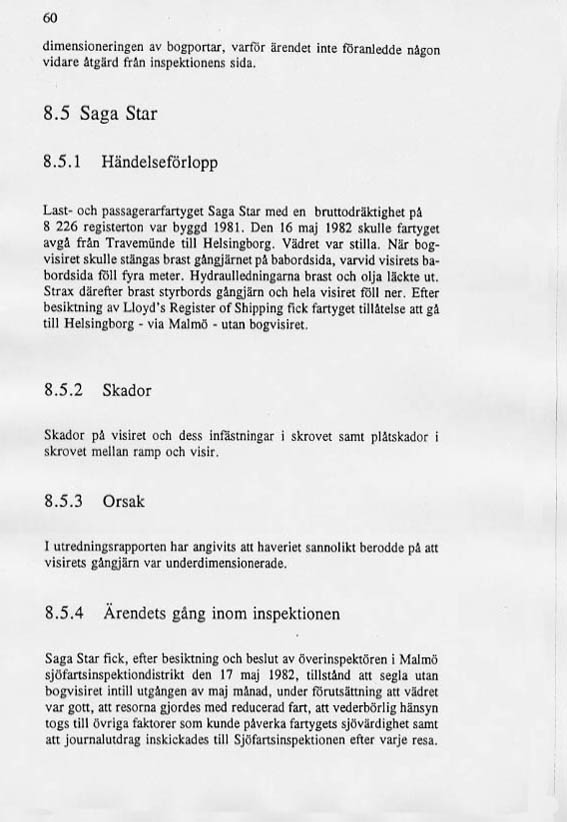 60
dimensioneringen av bogportar, varför ärendet inte föranledde någon
vidare åtgärd från inspektionens sida.
8.5 Saga Star
8.5.1 Händelseförlopp
Last- och passagerarfartyget Saga Star med en bruttodräktighet på
8 226 registerton var byggd 1981. Den 16 maj 1982 skulle fartyget
avgå från Travemünde till Helsingborg. Vädret var stilla. När bog-
visiret skulle stängas brast gångjärnet på babordsida, varvid visirets ba-
bordsida föll fyra meter. Hydraulledningarna brast och olja läckte ut.
Strax därefter brast styrbords gångjärn och hela visiret föll ner. Efter
besiktning av Lloyd's Register of Shipping fick fartyget tillåtelse att gå
till Helsingborg - via Malmö - utan bogvisiret.
8.5.2 Skador
Skador på visiret och dess infästningar i skrovet samt plåtskador i
skrovet mellan ramp och visir.
8.5.3 Orsak
I utredningsrapporten har angivits att haveriet sannolikt berodde på att
visirets gångjärn var underdimensionerade.
8.5.4 Ärendets gång inom inspektionen
Saga Star fick, efter besiktning och beslut av överinspektören i Malmö
sjöfartsinspektiondistrikt den 17 maj 1982, tillstånd att segla utan
bogvisiret intill utgången av maj månad, under förutsättning att vädret
var gott, att resorna gjordes med reducerad fart, att vederbörlig hänsyn
togs till övriga faktorer som kunde påverka fartygets sjövärdighet samt
att journalutdrag inskickades till Sjöfartsinspektionen efter varje resa.